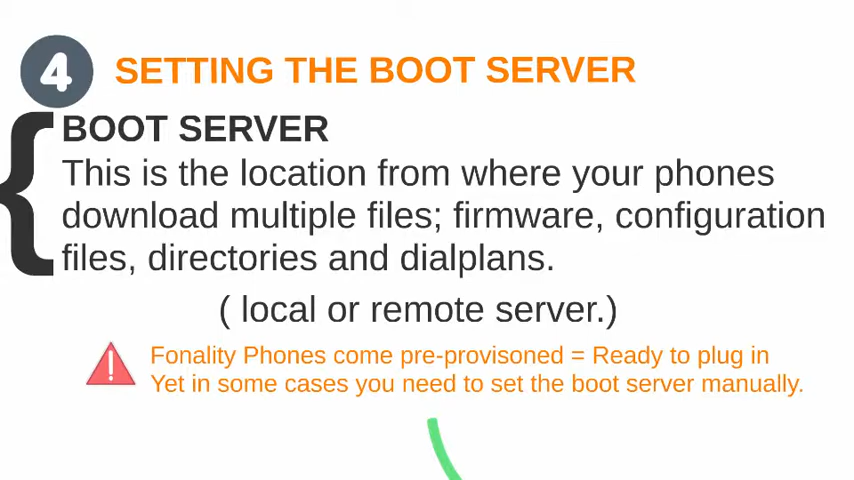 4 SETTING THE BOOT SERVER
BOOT SERVER
This is the location from where your phones
download multiple files; firmware, configuration
files, directories and dialplans.
( local or remote server.)
Fonality Phones come pre-provisoned = Ready to plug in
Yet in some cases you need to set the boot server manually.